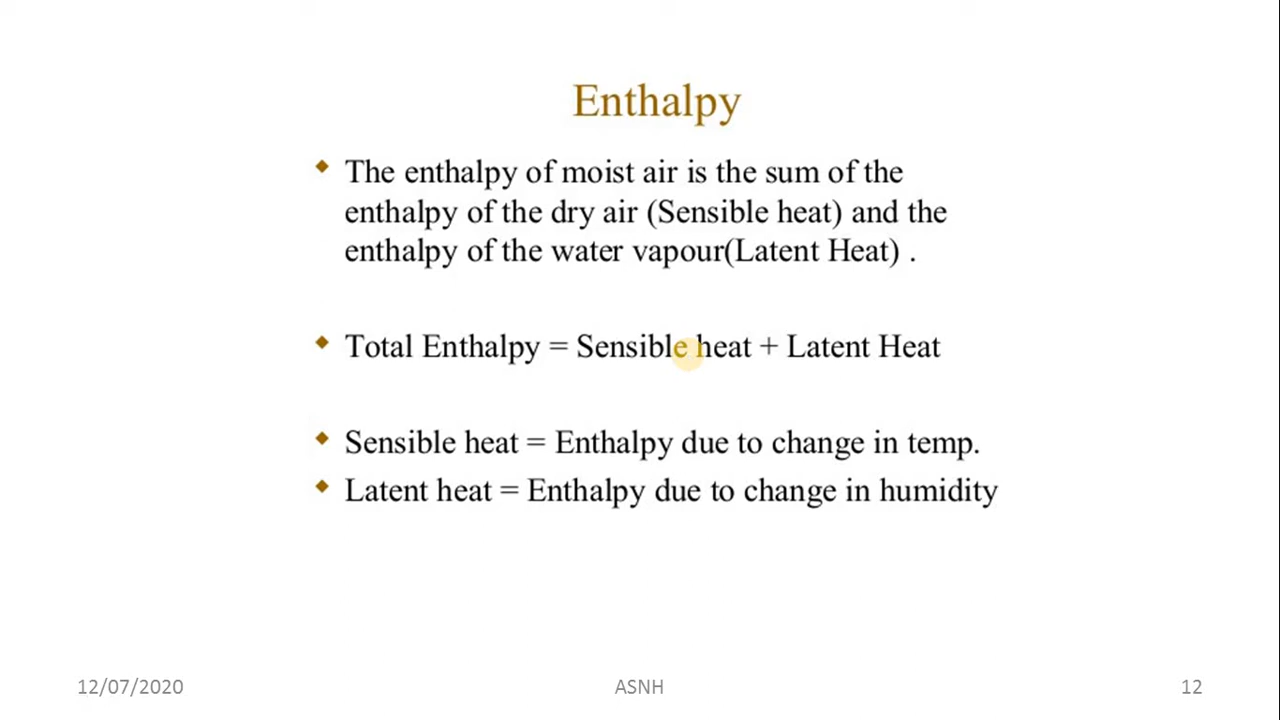 Enthalpy
The enthalpy of moist air is the sum of the
enthalpy of the dry air (Sensible heat) and the
enthalpy of the water vapour(Latent Heat) .
Total Enthalpy = Sensible heat + Latent Heat
Sensible heat = Enthalpy due to change in temp.
Latent heat = Enthalpy due to change in humidity
12/07/2020 ASNH 12